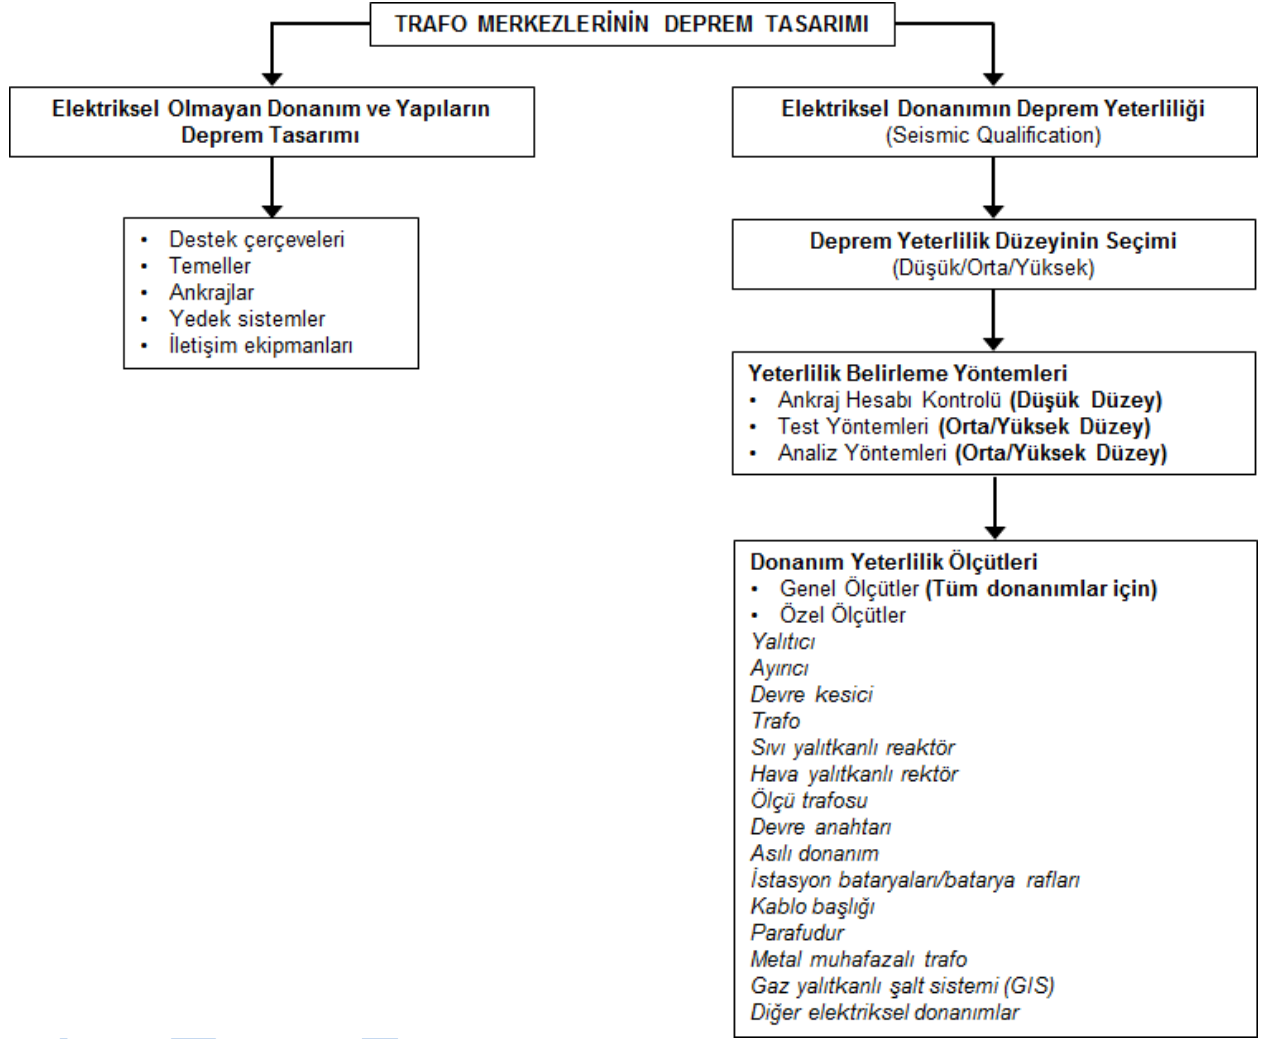 TRAFO MERKEZLERİNİN DEPREM TASARIMI
Elektriksel Olmayan Donanım ve Yapıların
Deprem Tasarımı
• Destek çerçeveleri
• Temeller
• Ankrajlar
• Yedek sistemler
• İletişim ekipmanları
Elektriksel Donanımın Deprem Yeterliliği
(Seismic Qualification)
Deprem Yeterlilik Düzeyinin Seçimi
(Düşük/Orta/Yüksek)
Yeterlilik Belirleme Yöntemleri
• Ankraj Hesabı Kontrolü (Düşük Düzey)
• Test Yöntemleri (Orta/Yüksek Düzey)
• Analiz Yöntemleri (Orta/Yüksek Düzey)
Donanım Yeterlilik Ölçütleri
• Genel Ölçütler (Tüm donanımlar için)
• Özel Ölçütler
Yalıtıcı
Ayırıcı
Devre kesici
Trafo
Sıvı yalıtkanlı reaktör
Hava yalıtkanlı rektör
Ölçü trafosu
Devre anahtarı
Asılı donanım
İstasyon bataryaları/batarya rafları
Kablo başlığı
Parafudur
Metal muhafazalı trafo
Gaz yalıtkanlı şalt sistemi (GIS)
Diğer elektriksel donanımlar